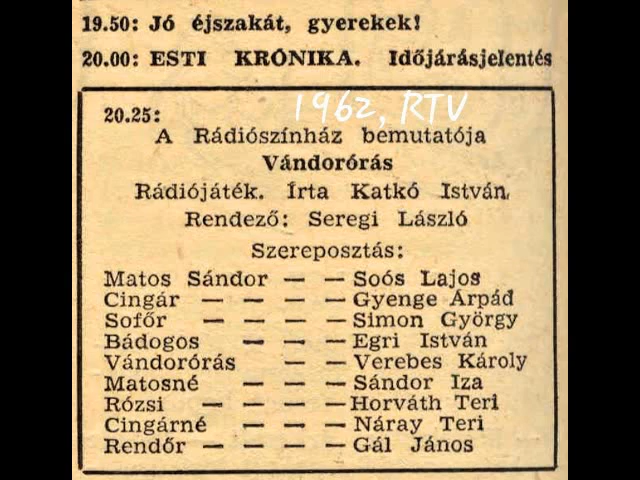 19.50: Jó éjszakát, gyerekek!
20.00: ESTI KRÓNIKA. Időjárásjelentés
1962, RTV
20.25:
A Rádiószínház bemutatója
Vándorórás
Rádiójáték. Írta Katkó István
Rendező: Seregi László
Szereposztás:
Matos Sándor — — Soós Lajos
Cingár — — — — Gyenge Árpád
Sofőr — — — — Simon György
Bádogos — — — Egri István
Vándorórás — — Verebes Károly
Matosné — — — Sándor Iza
Rózsi — — — — Horváth Teri
Cingárné — — — Náray Teri
Rendőr — — — — Gál János